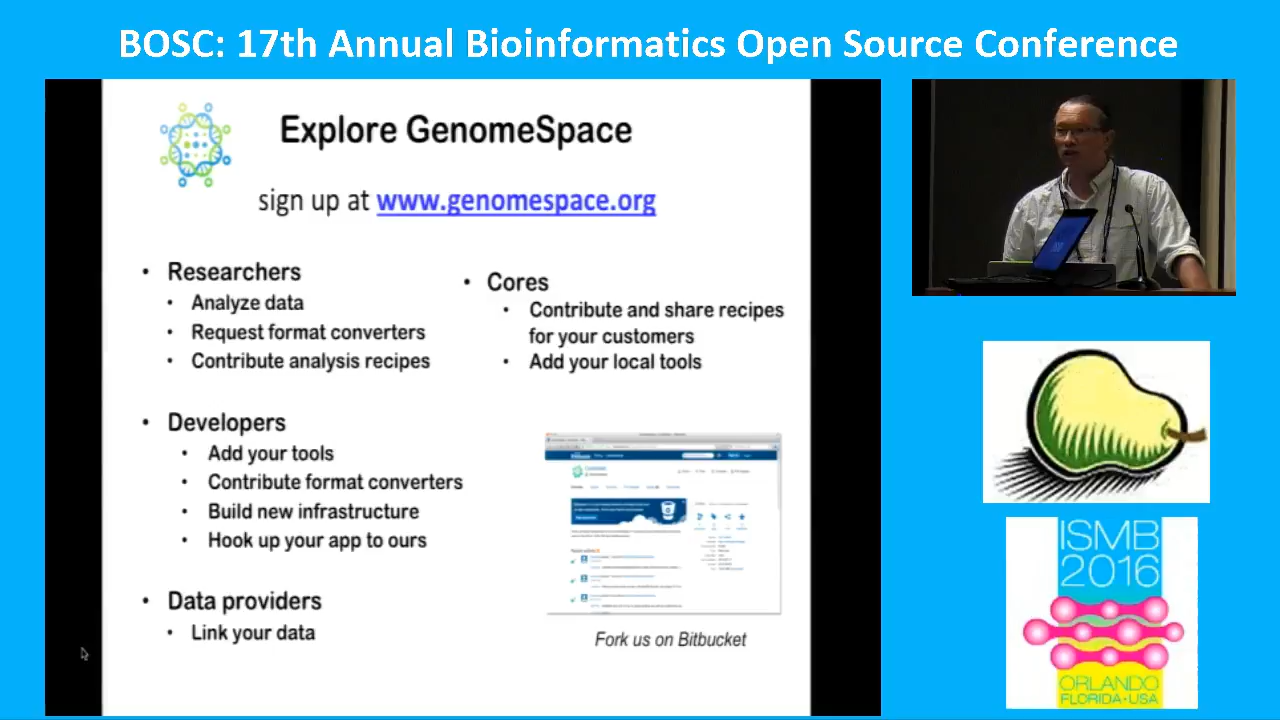 BOSC: 17th Annual Bioinformatics Open Source Conference
Explore GenomeSpace
sign up at www.genomespace.org
• Researchers
• Analyze data
• Request format converters
• Contribute analysis recipes
• Developers
• Add your tools
• Contribute format converters
• Build new infrastructure
• Hook up your app to ours
• Data providers
• Link your data
• Cores
• Contribute and share recipes
for your customers
• Add your local tools
Fork us on Bitbucket
ISMB
2016
ORLANDO
FLORIDA•USA